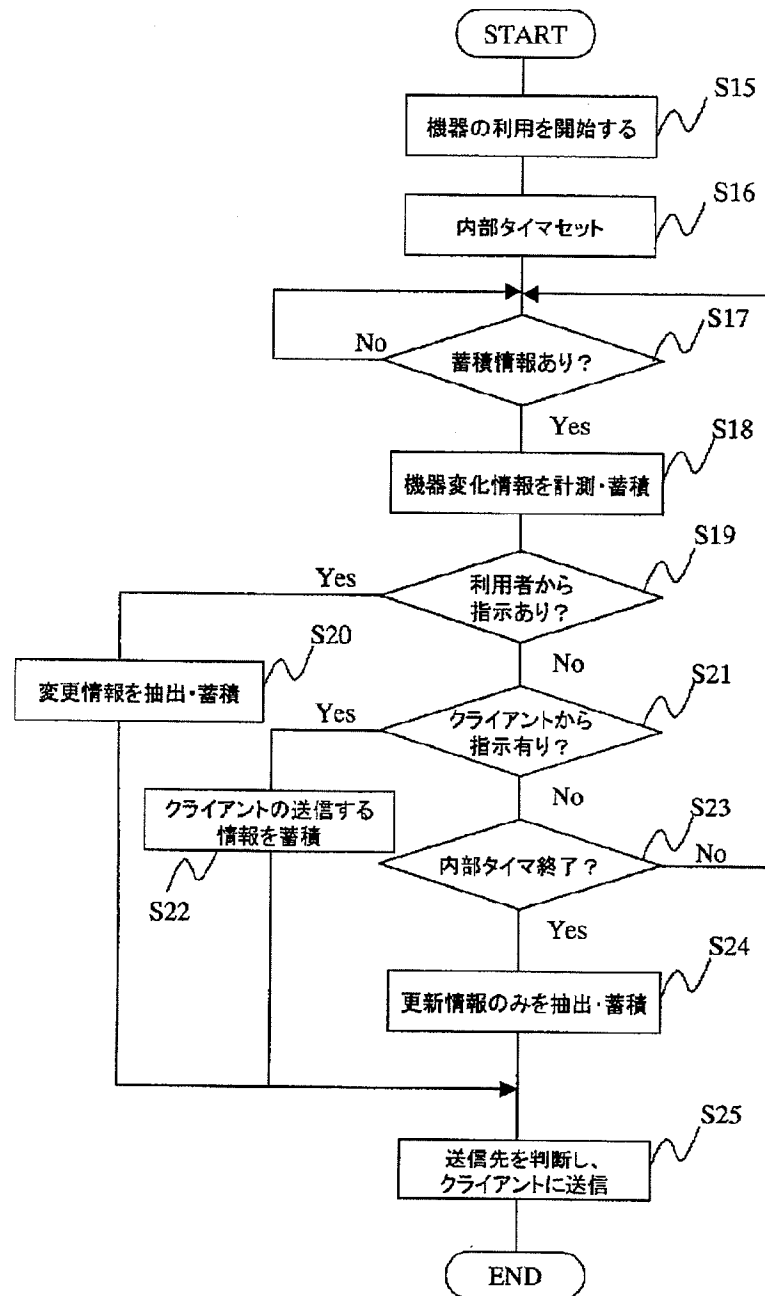 START
S15
機器の利用を開始する
S16
内部タイマセット
S17
No
蓄積情報あり？
Yes
S18
機器変化情報を計測・蓄積
S19
Yes
利用者から
指示あり？
S20
No
変更情報を抽出・蓄積
S21
Yes
クライアントから
指示有り？
No
クライアントの送信する
情報を蓄積
S23
内部タイマ終了？
No
S22
Yes
S24
更新情報のみを抽出・蓄積
S25
送信先を判断し、
クライアントに送信
END